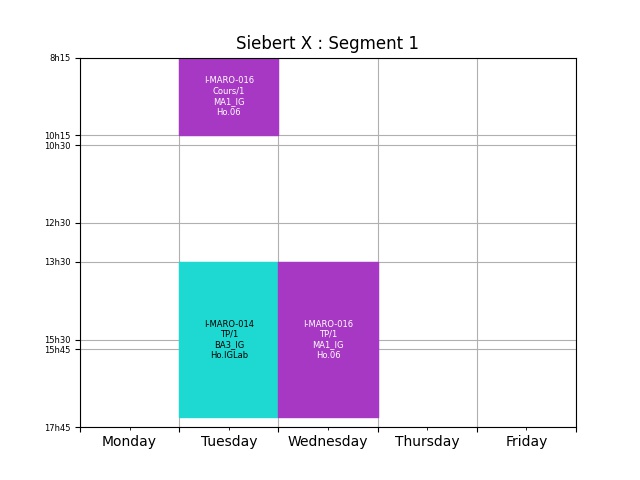 Siebert X : Segment 1
8h15
I-MARO-016
Cours/1
MA1_IG
Ho.06
10h15
10h30
12h30
13h30
I-MARO-014
TP/1
BA3_IG
Ho.IGLab
I-MARO-016
TP/1
MA1_IG
Ho.06
15h30
15h45
17h45
Monday Tuesday Wednesday Thursday Friday